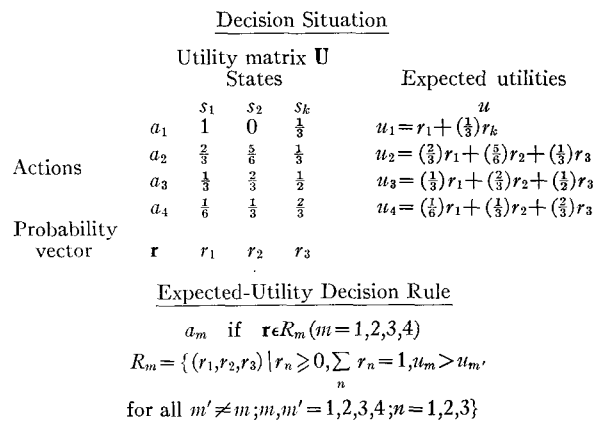 Decision Situation
Utility matrix U
States
Expected utilities
s₁ s₂ sₖ u
a₁ 1 0 ⅓ u₁=r₁+(⅓)rₖ
a₂ ⅔ ⅚ ⅓ u₂=(⅔)r₁+(⅚)r₂+(⅓)r₃
Actions
a₃ ⅓ ⅔ ½ u₃=(⅓)r₁+(⅔)r₂+(½)r₃
a₄ ⅙ ⅓ ⅔ u₄=(⅙)r₁+(⅓)r₂+(⅔)r₃
Probability
vector r r₁ r₂ r₃
Expected-Utility Decision Rule
aₘ if rϵRₘ(m=1,2,3,4)
Rₘ={(r₁,r₂,r₃)|rₙ⩾0,∑ rₙ=1,uₘ>uₘ′
n
for all m′≠m;m,m′=1,2,3,4;n=1,2,3}